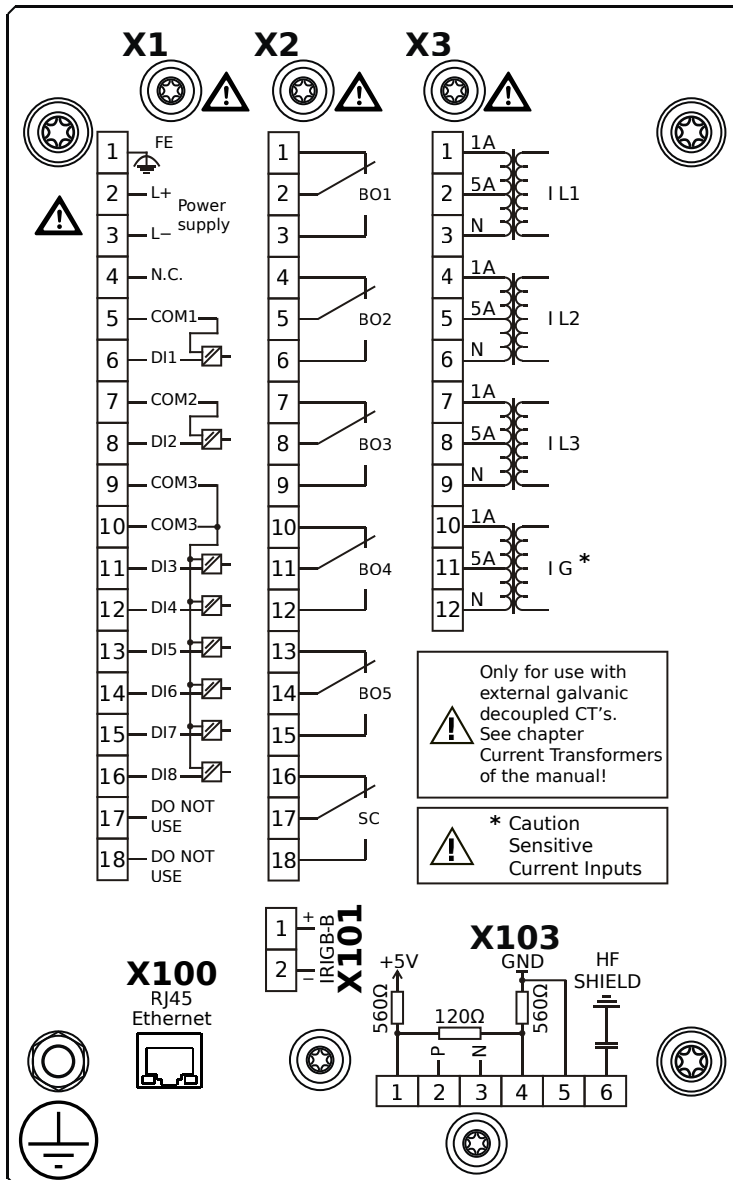 X1
X2
X3
1
FE
2
L+
Power
supply
3
L−
4
N.C.
5
COM1
6
DI1
7
COM2
8
DI2
9
COM3
10
COM3
11
DI3
12
DI4
13
DI5
14
DI6
15
DI7
16
DI8
17
DO NOT
USE
18
DO NOT
USE
1
2
BO1
3
4
5
BO2
6
7
8
BO3
9
10
11
BO4
12
13
14
BO5
15
16
17
SC
18
1
1A
2
5A
I L1
3
N
4
1A
5
5A
I L2
6
N
7
1A
8
5A
I L3
9
N
10
1A
11
5A
I G *
12
N
Only for use with
external galvanic
decoupled CT's.
See chapter
Current Transformers
of the manual!
* Caution
Sensitive
Current Inputs
1
+
2
−
IRIGB-B
X101
X100
RJ45
Ethernet
X103
+5V
GND
HF
SHIELD
560Ω
120Ω
560Ω
P
N
1
2
3
4
5
6